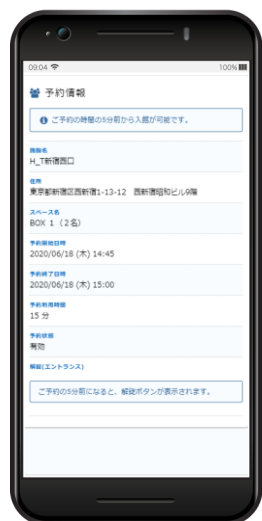 09:04 100%
予約情報
ご予約の時間の5分前から入館が可能です。
施設名
H_T新宿西口
住所
東京都新宿区西新宿1-13-12 西新宿昭和ビル9階
スペース名
BOX 1（2名）
予約開始日時
2020/06/18 (木) 14:45
予約終了日時
2020/06/18 (木) 15:00
予約利用時間
15 分
予約状態
有効
解錠(エントランス)
ご予約の5分前になると、解錠ボタンが表示されます。